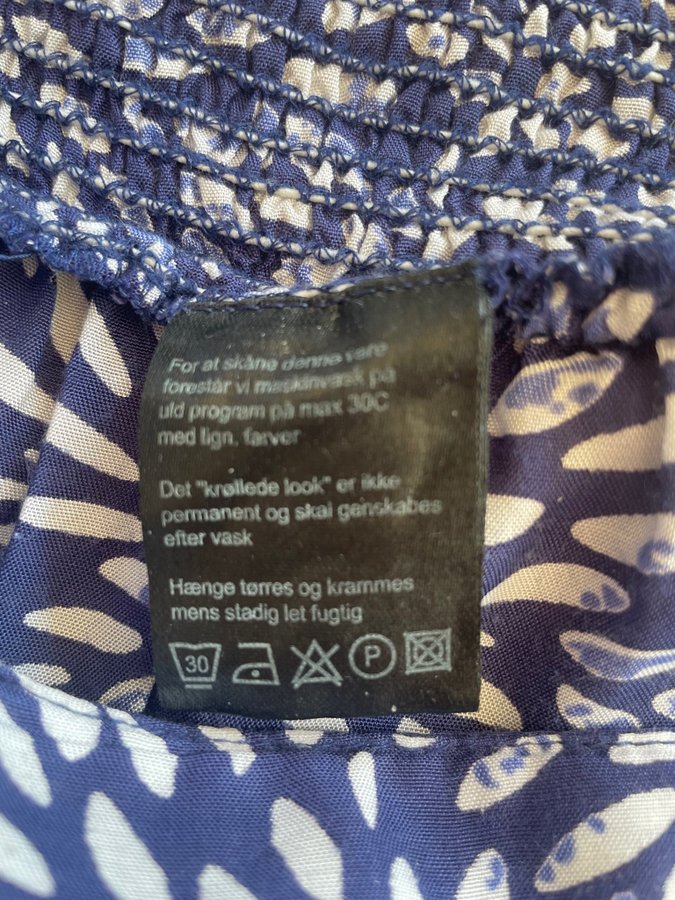 For at skåne denne vare
forestår vi maskinvask på
uld program på max 30C
med lign. farver
Det "krøllede look" er ikke
permanent og skal genskabes
efter vask
Hænge tørres og krammes
mens stadig let fugtig
30
P